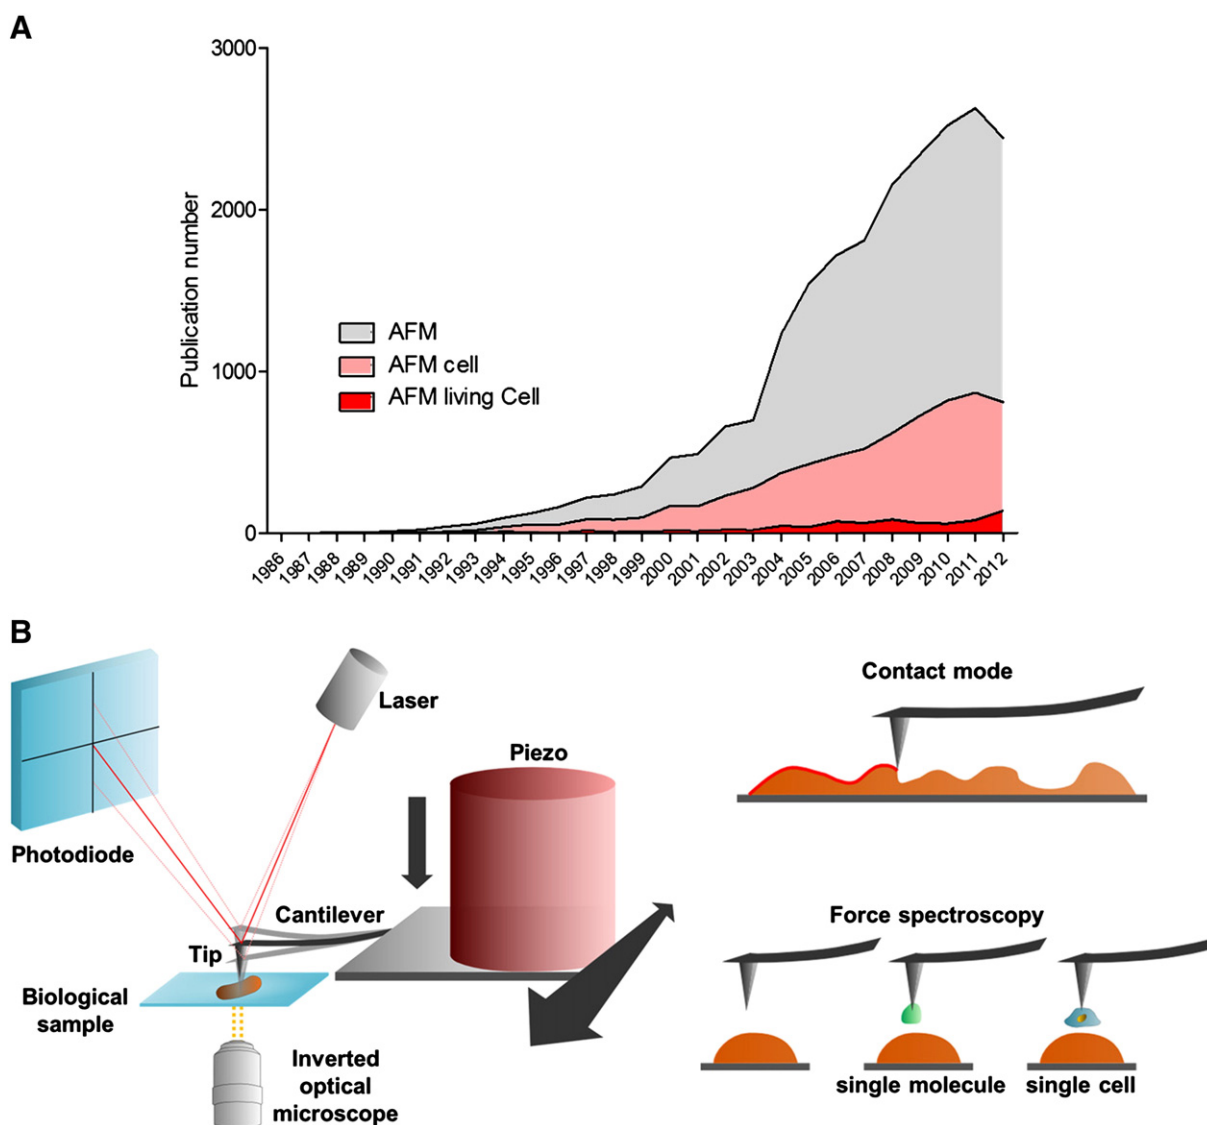 A
Publication number
3000
2000
1000
0
AFM
AFM cell
AFM living Cell
1986
1987
1988
1989
1990
1991
1992
1993
1994
1995
1996
1997
1998
1999
2000
2001
2002
2003
2004
2005
2006
2007
2008
2009
2010
2011
2012
B
Laser
Photodiode
Piezo
Cantilever
Tip
Biological
sample
Inverted
optical
microscope
Contact mode
Force spectroscopy
single molecule
single cell